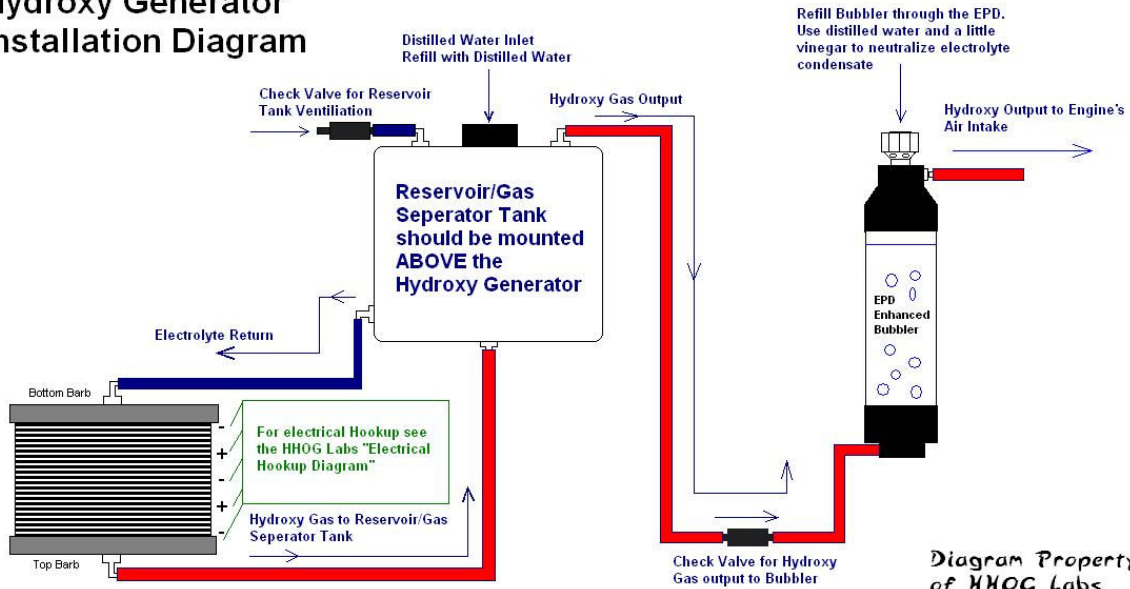 ydroxy Generator
nstallation Diagram
Distilled Water Inlet
Refill with Distilled Water
Refill Bubbler through the EPD.
Use distilled water and a little
vinegar to neutralize electrolyte
condensate
Check Valve for Reservoir
Tank Ventiliation
Hydroxy Gas Output
Hydroxy Output to Engine's
Air Intake
Reservoir/Gas
Seperator Tank
should be mounted
ABOVE the
Hydroxy Generator
EPD
Enhanced
Bubbler
Electrolyte Return
Bottom Barb
-
+
-
+
-
For electrical Hookup see
the HHOG Labs "Electrical
Hookup Diagram"
Hydroxy Gas to Reservoir/Gas
Seperator Tank
Top Barb
Check Valve for Hydroxy
Gas output to Bubbler
Diagram Property
of HHOG Labs